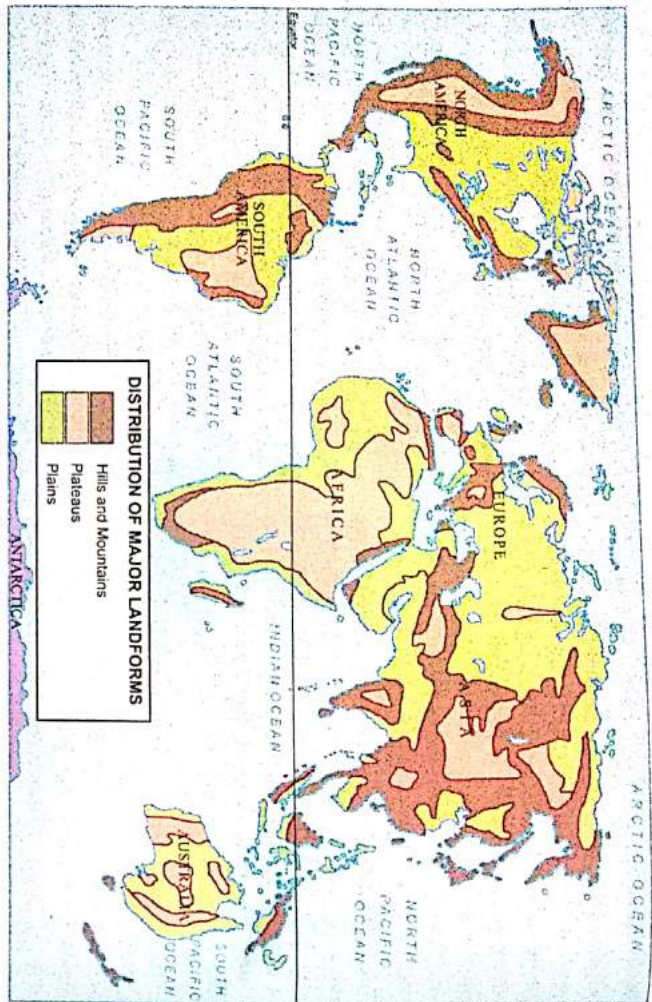 ARCTIC OCEAN
ARCTIC OCEAN
NORTH
AMERICA
NORTH
PACIFIC
OCEAN
NORTH
ATLANTIC
OCEAN
EUROPE
ASIA
NORTH
PACIFIC
OCEAN
AFRICA
Equator
SOUTH
AMERICA
SOUTH
PACIFIC
OCEAN
SOUTH
ATLANTIC
OCEAN
INDIAN OCEAN
AUSTRALIA
SOUTH
PACIFIC
OCEAN
DISTRIBUTION OF MAJOR LANDFORMS
Hills and Mountains
Plateaus
Plains
ANTARCTICA